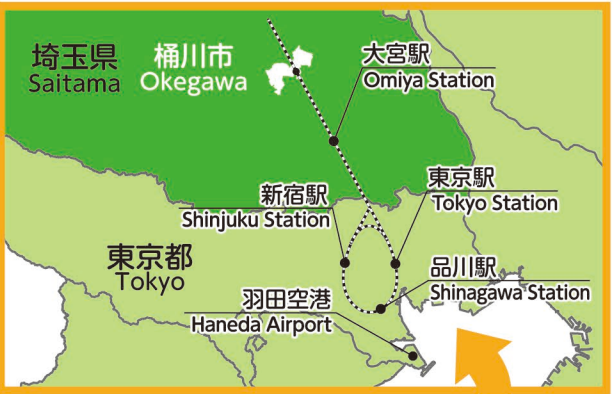 埼玉県
Saitama
桶川市
Okegawa
大宮駅
Omiya Station
新宿駅
Shinjuku Station
東京駅
Tokyo Station
東京都
Tokyo
品川駅
Shinagawa Station
羽田空港
Haneda Airport